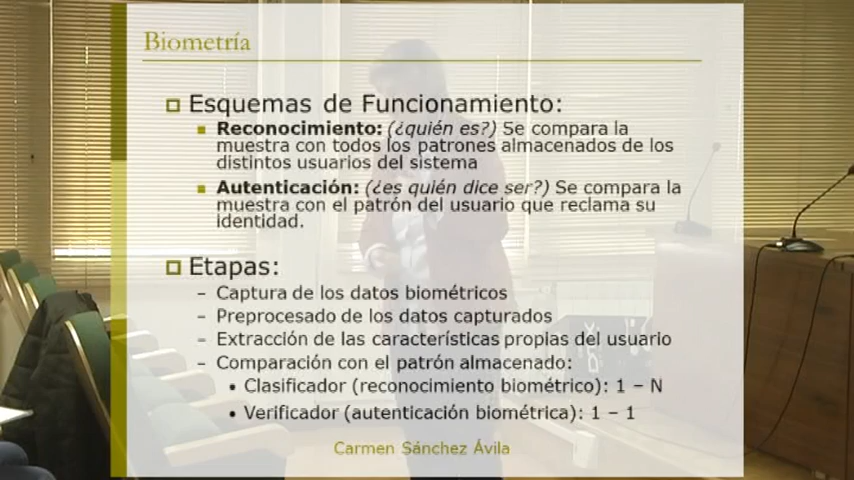 Biometría
Esquemas de Funcionamiento:
Reconocimiento: (¿quién es?) Se compara la
muestra con todos los patrones almacenados de los
distintos usuarios del sistema
Autenticación: (¿es quién dice ser?) Se compara la
muestra con el patrón del usuario que reclama su
identidad.
Etapas:
– Captura de los datos biométricos
– Preprocesado de los datos capturados
– Extracción de las características propias del usuario
– Comparación con el patrón almacenado:
• Clasificador (reconocimiento biométrico): 1 – N
• Verificador (autenticación biométrica): 1 – 1
Carmen Sánchez Ávila